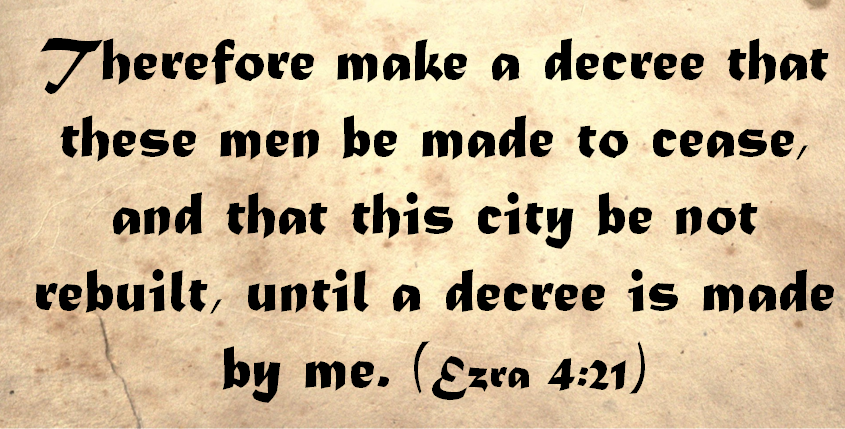 Therefore make a decree that
these men be made to cease,
and that this city be not
rebuilt, until a decree is made
by me. (Ezra 4:21)